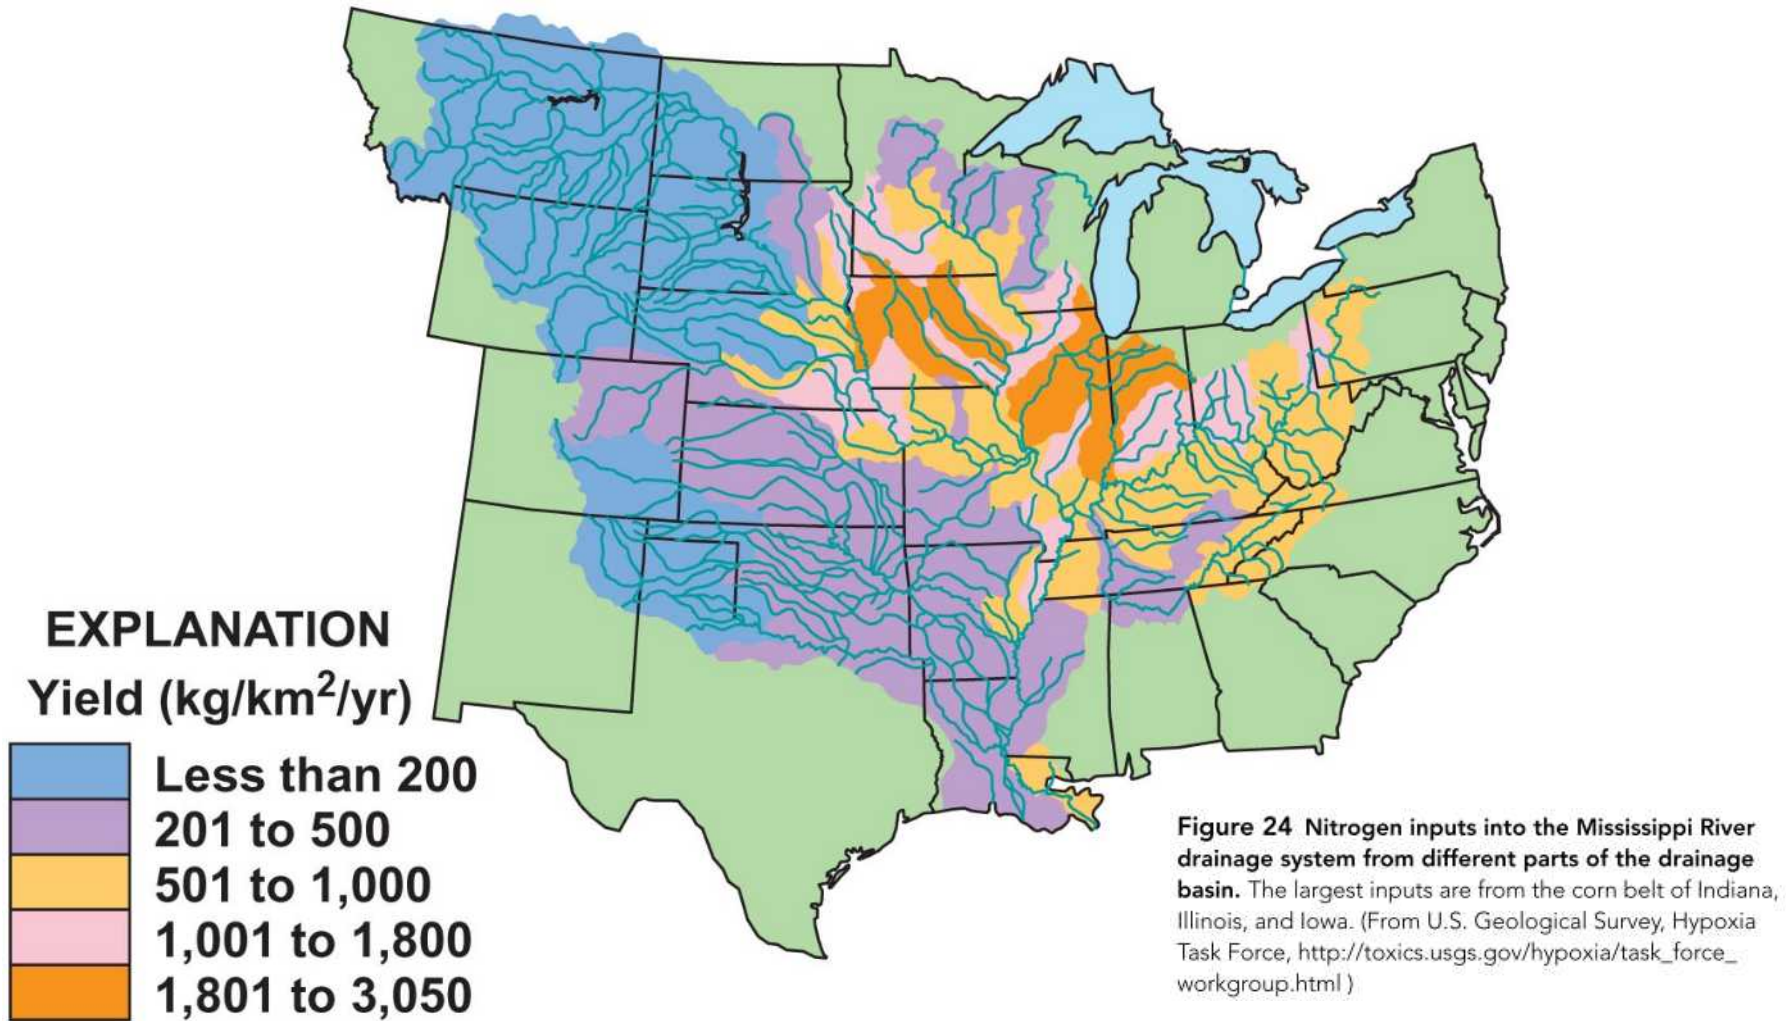 EXPLANATION
Yield (kg/km²/yr)
Less than 200
201 to 500
501 to 1,000
1,001 to 1,800
1,801 to 3,050
Figure 24 Nitrogen inputs into the Mississippi River
drainage system from different parts of the drainage
basin. The largest inputs are from the corn belt of Indiana,
Illinois, and Iowa. (From U.S. Geological Survey, Hypoxia
Task Force, http://toxics.usgs.gov/hypoxia/task_force_
workgroup.html )